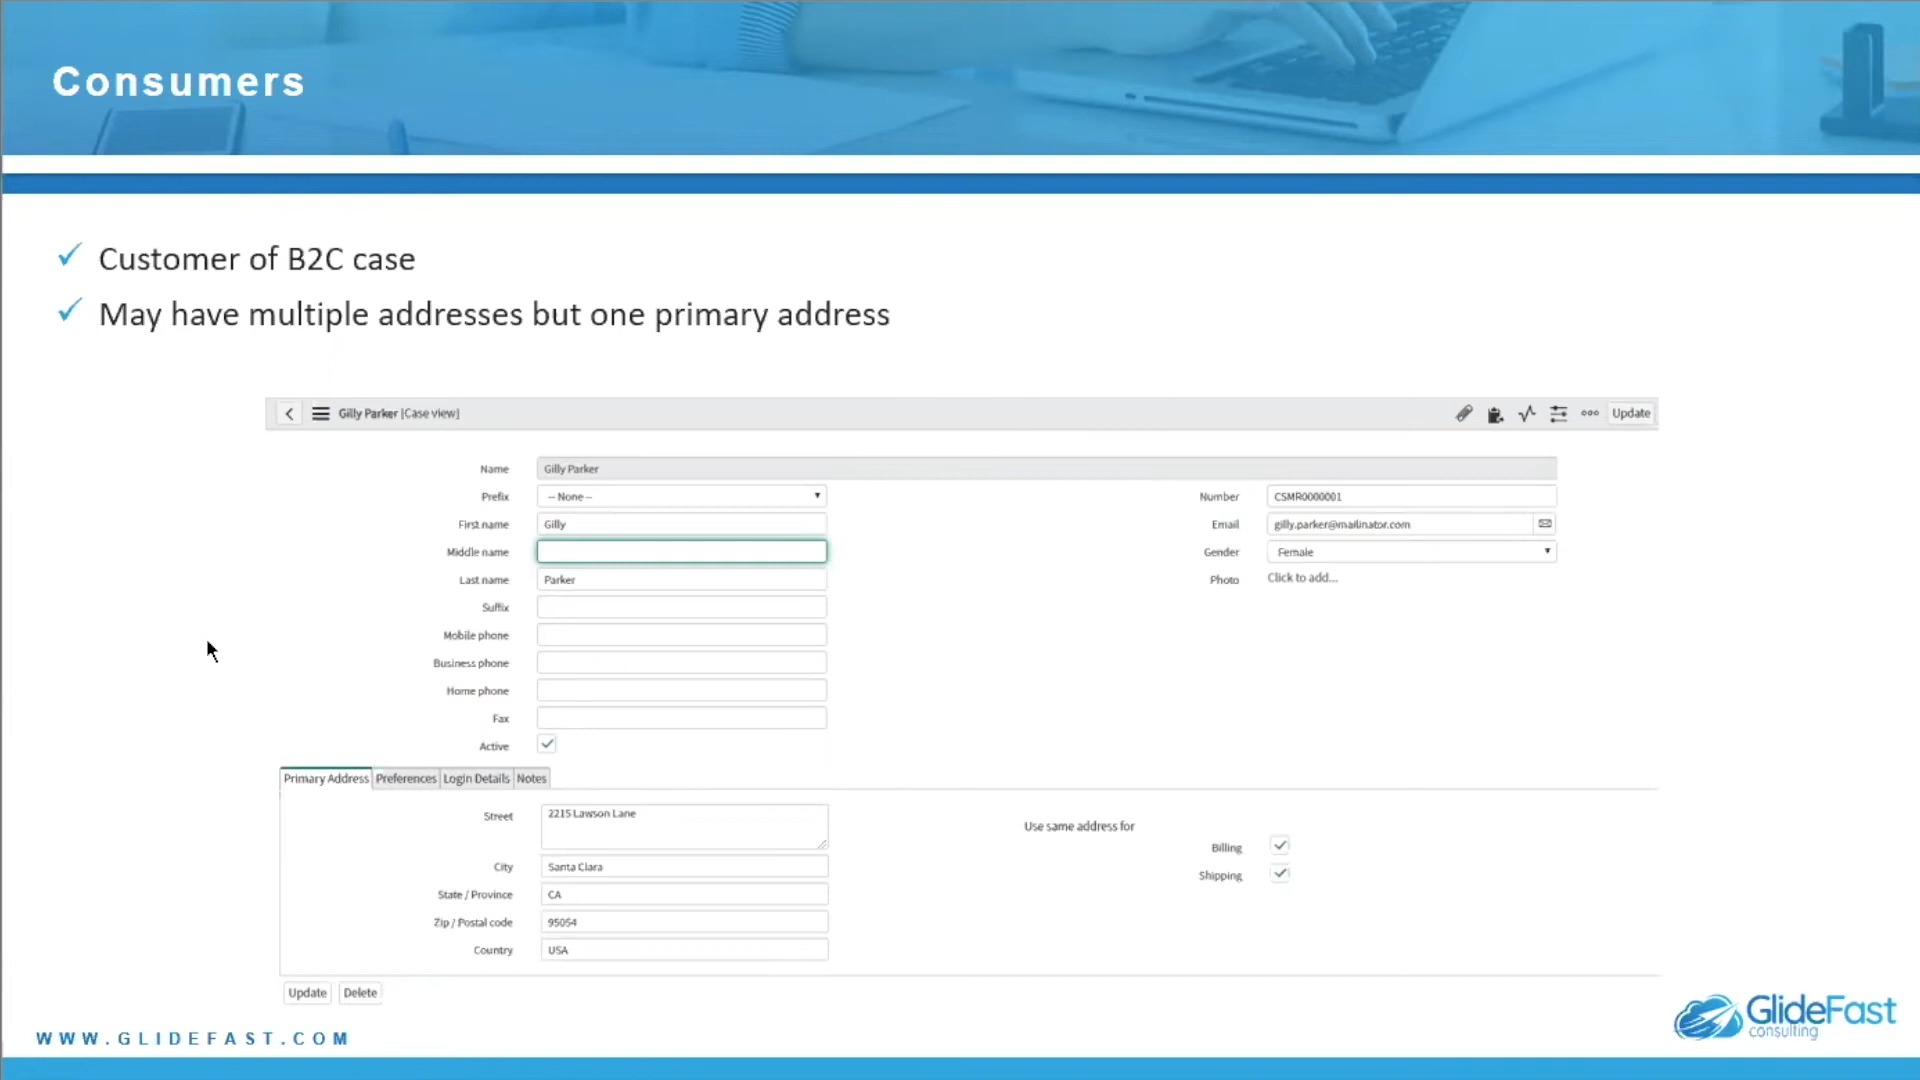 Consumers
Customer of B2C case
May have multiple addresses but one primary address
Gilly Parker [Case view]
Update
Name Gilly Parker
Prefix -- None --
Number CSMR0000001
First name Gilly
Email gilly.parker@mailinator.com
Middle name
Gender Female
Last name Parker
Photo Click to add...
Suffix
Mobile phone
Business phone
Home phone
Fax
Active
Primary Address Preferences Login Details Notes
Street 2215 Lawson Lane
Use same address for
Billing
City Santa Clara
Shipping
State / Province CA
Zip / Postal code 95054
Country USA
Update Delete
WWW.GLIDEFAST.COM
GlideFast
consulting